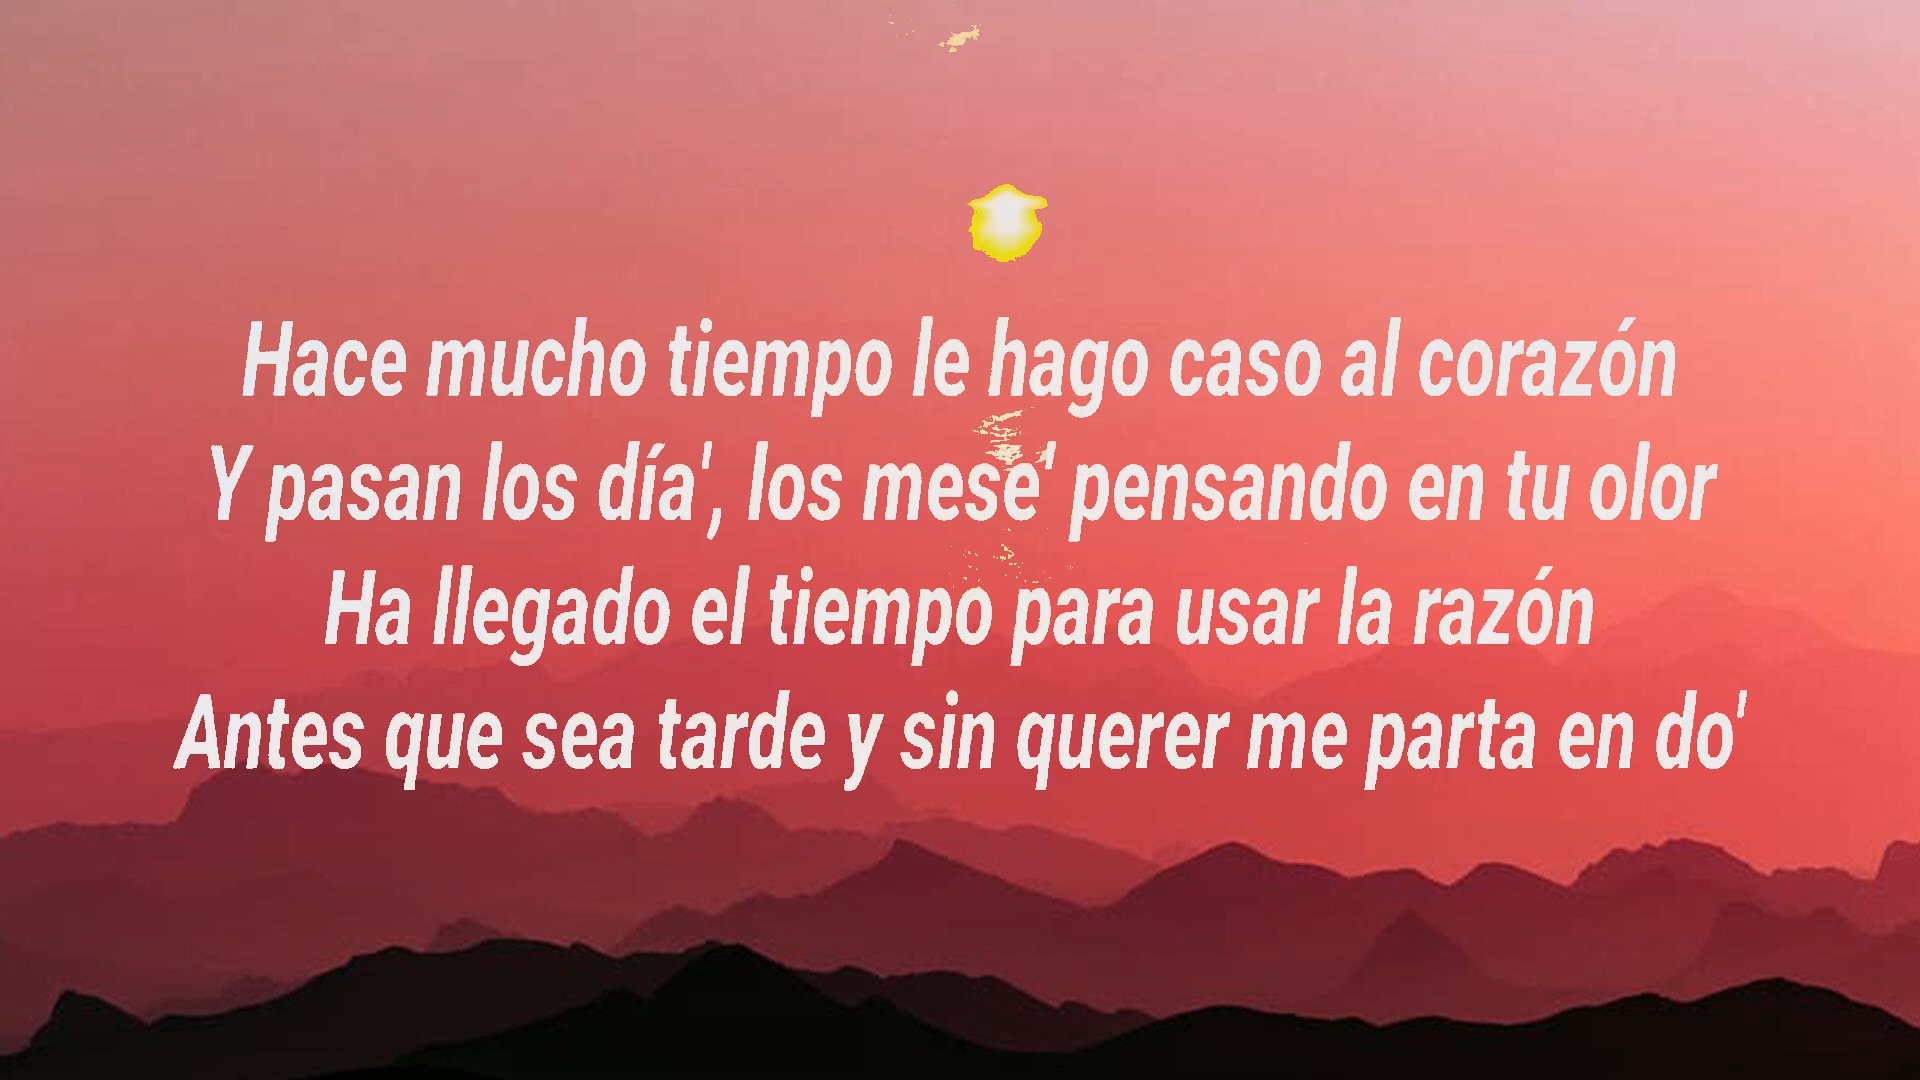 Hace mucho tiempo le hago caso al corazón
Y pasan los día', los mese' pensando en tu olor
Ha llegado el tiempo para usar la razón
Antes que sea tarde y sin querer me parta en do'